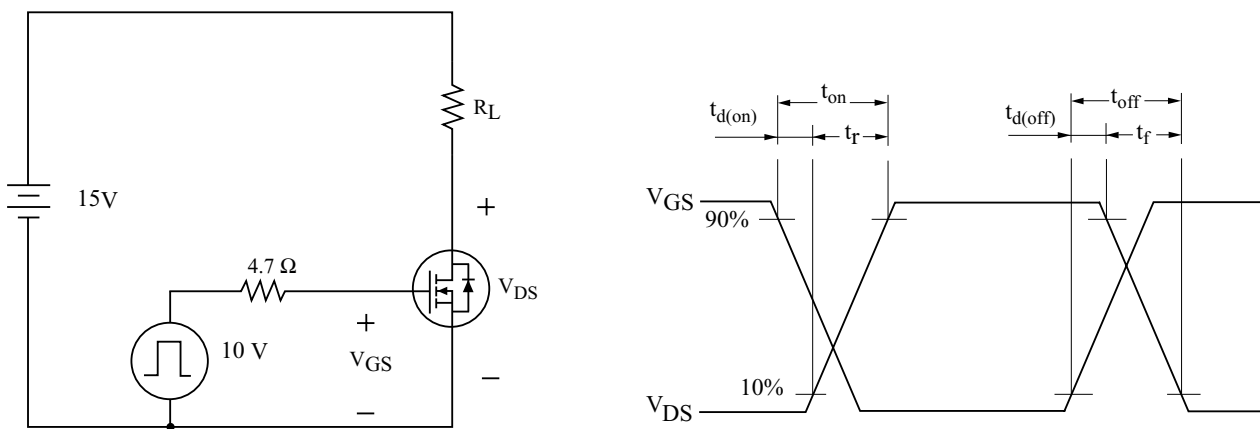 R_L
15V
+
4.7 Ω
V_DS
+
10 V
V_GS
−
−
t_on
t_d(on)
t_r
t_off
t_d(off)
t_f
V_GS
90%
10%
V_DS